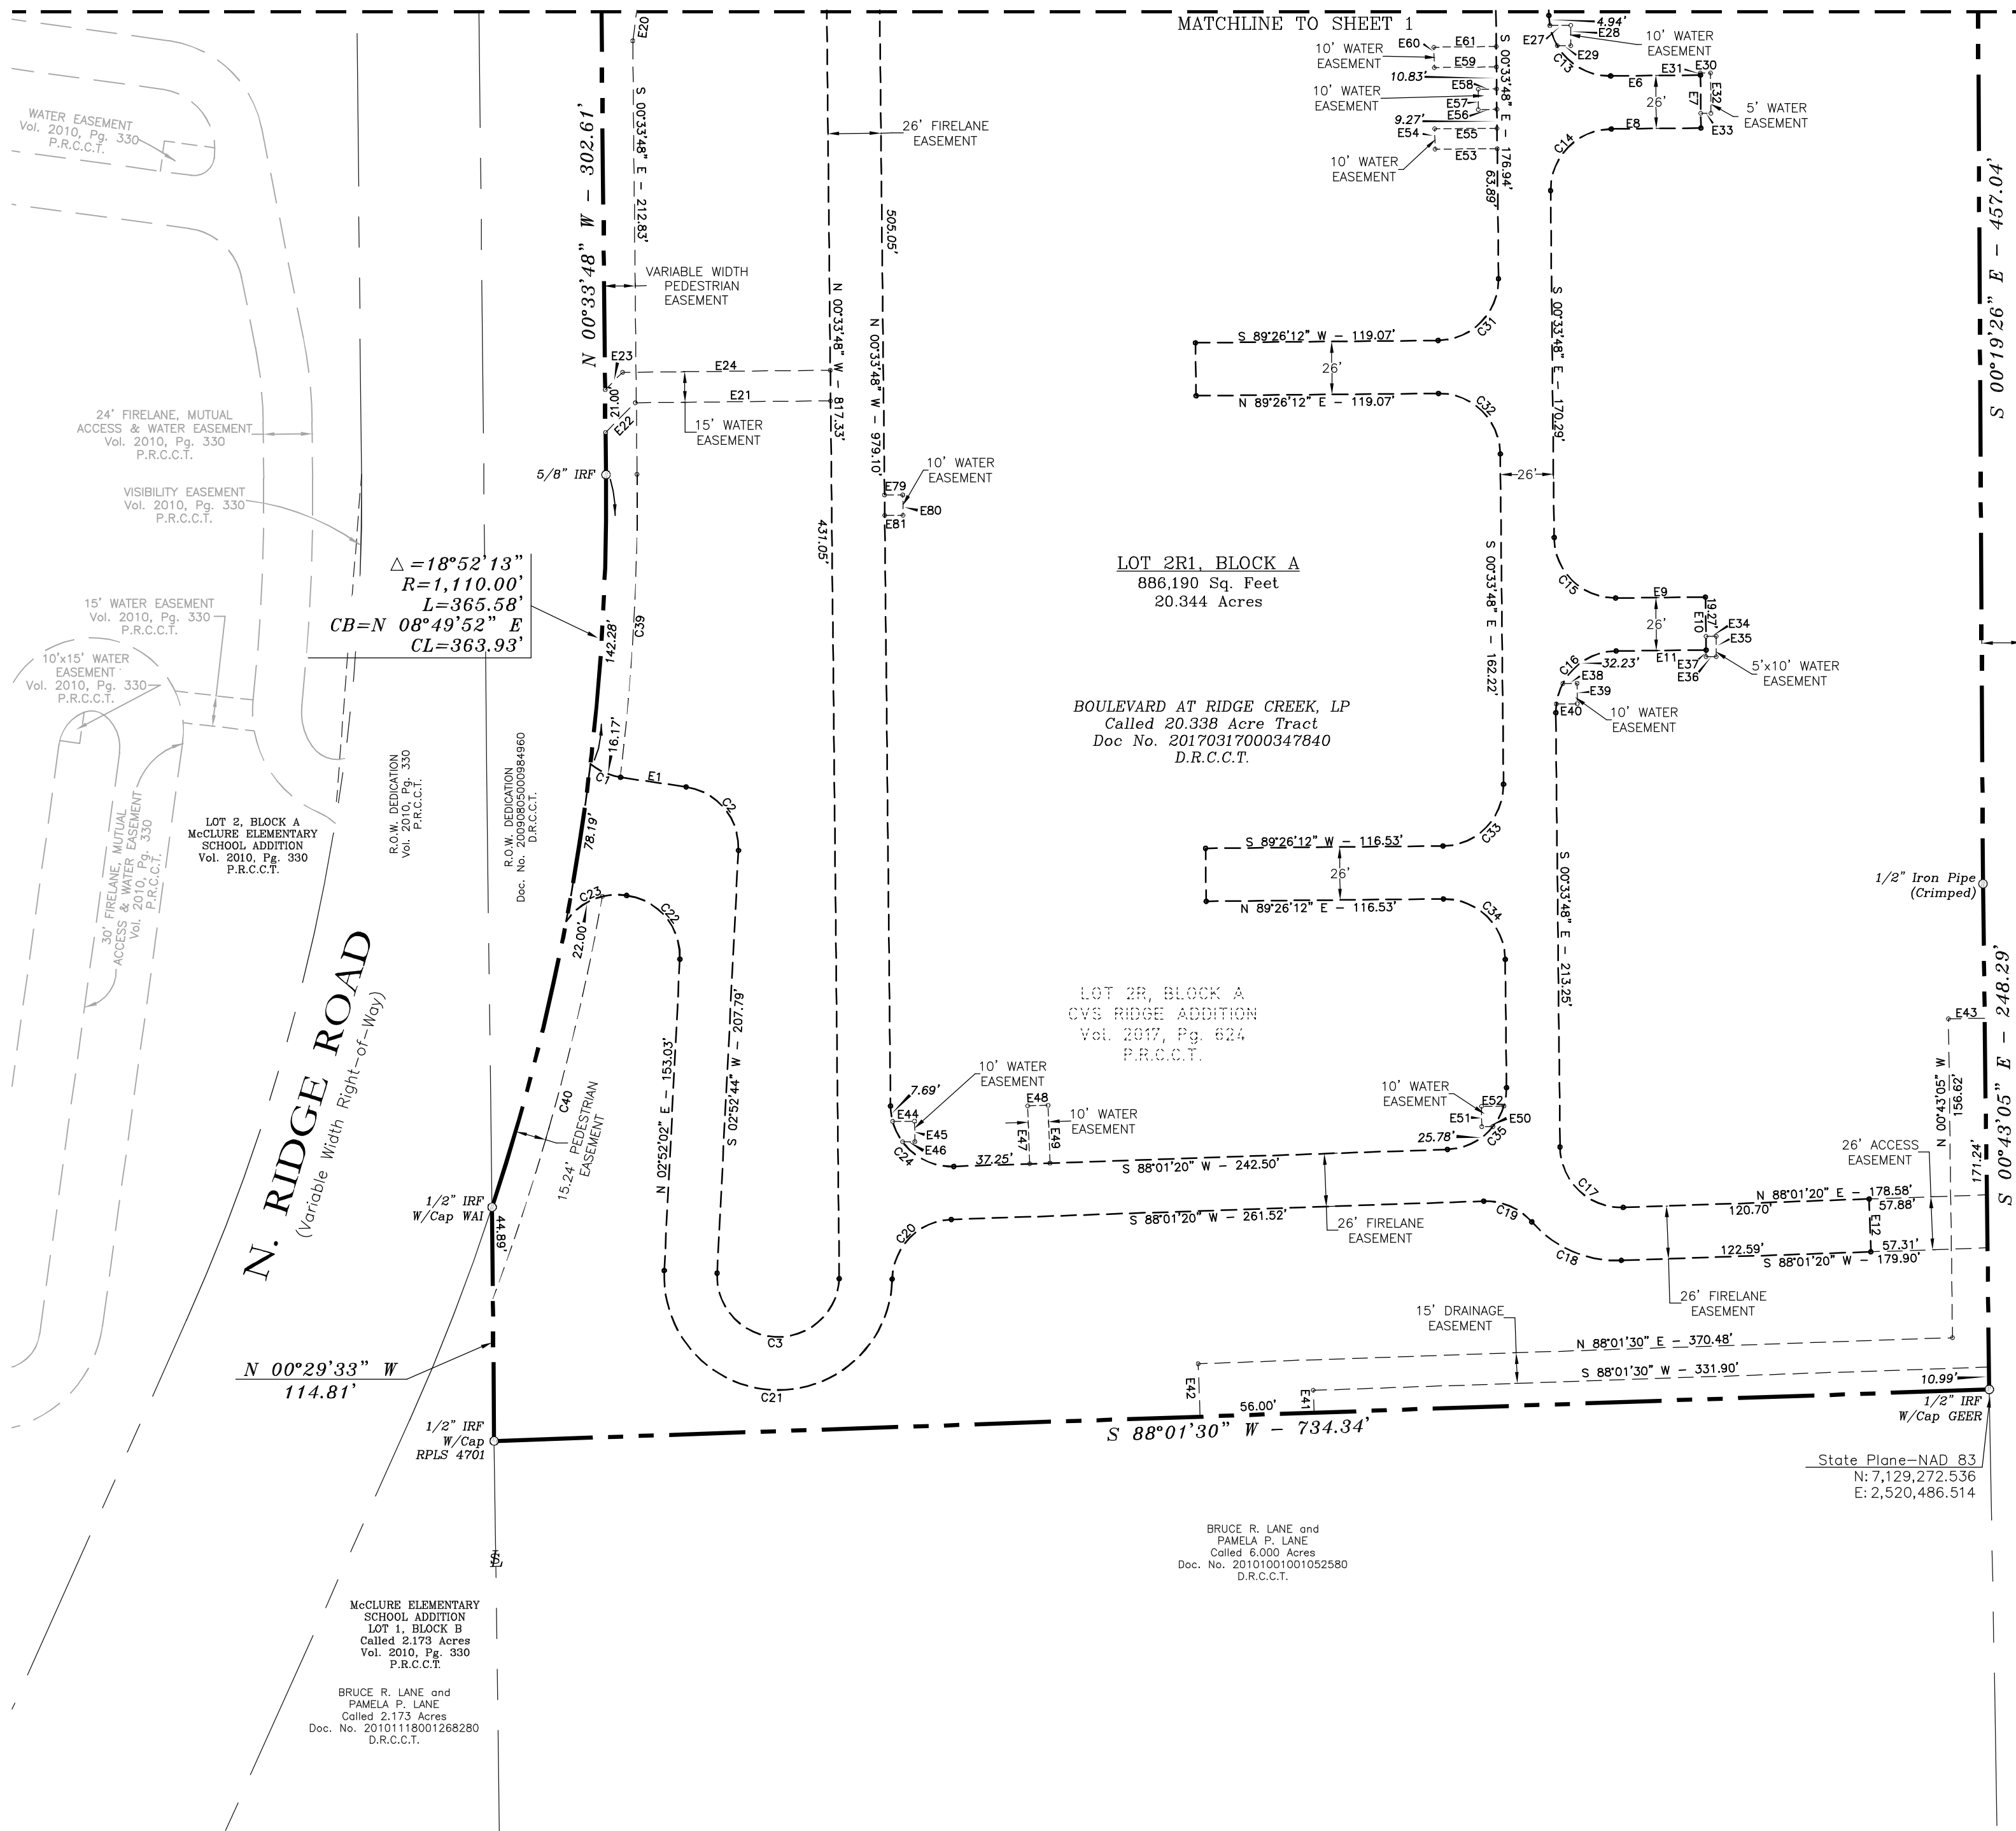 MATCHLINE TO SHEET 1
WATER EASEMENT
Vol. 2010, Pg. 330
P.R.C.C.T.
N 00°33'48" W - 302.61'
E20
S 00°33'48" E - 212.83'
26' FIRELANE
EASEMENT
505.05'
VARIABLE WIDTH
PEDESTRIAN
EASEMENT
N 00°33'48" W - 817.33'
N 00°33'48" W - 979.10'
E23
E24
21.00'
E22
E21
15' WATER
EASEMENT
5/8" IRF
431.05'
10' WATER
EASEMENT
E79
E80
E81
10' WATER
EASEMENT
E60
E61
E59
10.83'
10' WATER
EASEMENT
E58
E57
E56
9.27'
E54
E55
E53
10' WATER
EASEMENT
S 00°33'48" E - 176.94'
63.89'
E27
4.94'
E28
E29
10' WATER
EASEMENT
C13
E6
E31
E30
E7
E32
26'
5' WATER
EASEMENT
E33
E8
C14
S 00°19'26" E - 457.04'
S 00°33'48" E - 170.29'
C31
S 89°26'12" W - 119.07'
26'
N 89°26'12" E - 119.07'
C32
26'
24' FIRELANE, MUTUAL
ACCESS & WATER EASEMENT
Vol. 2010, Pg. 330
P.R.C.C.T.
VISIBILITY EASEMENT
Vol. 2010, Pg. 330
P.R.C.C.T.
△=18°52'13"
R=1,110.00'
L=365.58'
CB=N 08°49'52" E
CL=363.93'
142.28'
C39
15' WATER EASEMENT
Vol. 2010, Pg. 330
P.R.C.C.T.
10'x15' WATER
EASEMENT
Vol. 2010, Pg. 330
P.R.C.C.T.
LOT 2R1, BLOCK A
886,190 Sq. Feet
20.344 Acres
S 00°33'48" E - 162.22'
C15
E9
19.27'
E10
E34
E35
26'
E11
E37
E36
5'x10' WATER
EASEMENT
C16
32.23'
E38
E39
E40
10' WATER
EASEMENT
BOULEVARD AT RIDGE CREEK, LP
Called 20.338 Acre Tract
Doc No. 20170317000347840
D.R.C.C.T.
16.17'
C1
E1
C2
78.19'
R.O.W. DEDICATION
Vol. 2010, Pg. 330
P.R.C.C.T.
R.O.W. DEDICATION
Doc. No. 20090805000984960
D.R.C.C.T.
LOT 2, BLOCK A
McCLURE ELEMENTARY
SCHOOL ADDITION
Vol. 2010, Pg. 330
P.R.C.C.T.
30' FIRELANE, MUTUAL
ACCESS & WATER EASEMENT
Vol. 2010, Pg. 330
P.R.C.C.T.
S 89°26'12" W - 116.53'
26'
N 89°26'12" E - 116.53'
C33
C34
S 00°33'48" E - 213.25'
1/2" Iron Pipe
(Crimped)
C23
C22
22.00'
N. RIDGE ROAD
(Variable Width Right-of-Way)
LOT 2R, BLOCK A
CVS RIDGE ADDITION
Vol. 2017, Pg. 624
P.R.C.C.T.
S 00°43'05" E - 248.29'
E43
N 00°43'05" W
156.62'
N 02°52'02" E - 153.03'
S 02°52'44" W - 207.79'
C40
15.24' PEDESTRIAN
EASEMENT
10' WATER
EASEMENT
7.69'
E44
E45
E46
C24
E48
E47
E49
10' WATER
EASEMENT
37.25'
S 88°01'20" W - 242.50'
10' WATER
EASEMENT
E52
E51
E50
25.78'
C35
26' ACCESS
EASEMENT
171.24'
C17
N 88°01'20" E - 178.58'
120.70'
57.88'
E12
1/2" IRF
W/Cap WAI
44.89'
C20
S 88°01'20" W - 261.52'
26' FIRELANE
EASEMENT
C19
C18
122.59'
57.31'
S 88°01'20" W - 179.90'
26' FIRELANE
EASEMENT
C3
C21
15' DRAINAGE
EASEMENT
N 88°01'30" E - 370.48'
S 88°01'30" W - 331.90'
10.99'
E42
E41
56.00'
S 88°01'30" W - 734.34'
N 00°29'33" W
114.81'
1/2" IRF
W/Cap
RPLS 4701
1/2" IRF
W/Cap GEER
State Plane-NAD 83
N: 7,129,272.536
E: 2,520,486.514
BRUCE R. LANE and
PAMELA P. LANE
Called 6.000 Acres
Doc. No. 20101001001052580
D.R.C.C.T.
SL
McCLURE ELEMENTARY
SCHOOL ADDITION
LOT 1, BLOCK B
Called 2.173 Acres
Vol. 2010, Pg. 330
P.R.C.C.T.
BRUCE R. LANE and
PAMELA P. LANE
Called 2.173 Acres
Doc. No. 20101118001268280
D.R.C.C.T.